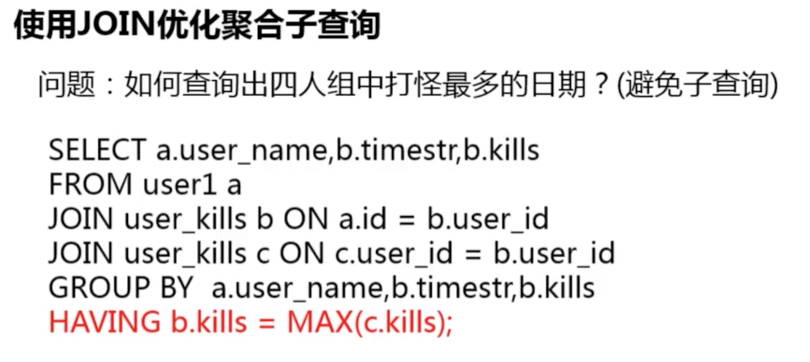 使用JOIN优化聚合子查询
问题：如何查询出四人组中打怪最多的日期？(避免子查询)
SELECT a.user_name,b.timestr,b.kills
FROM user1 a
JOIN user_kills b ON a.id = b.user_id
JOIN user_kills c ON c.user_id = b.user_id
GROUP BY  a.user_name,b.timestr,b.kills
HAVING b.kills = MAX(c.kills);